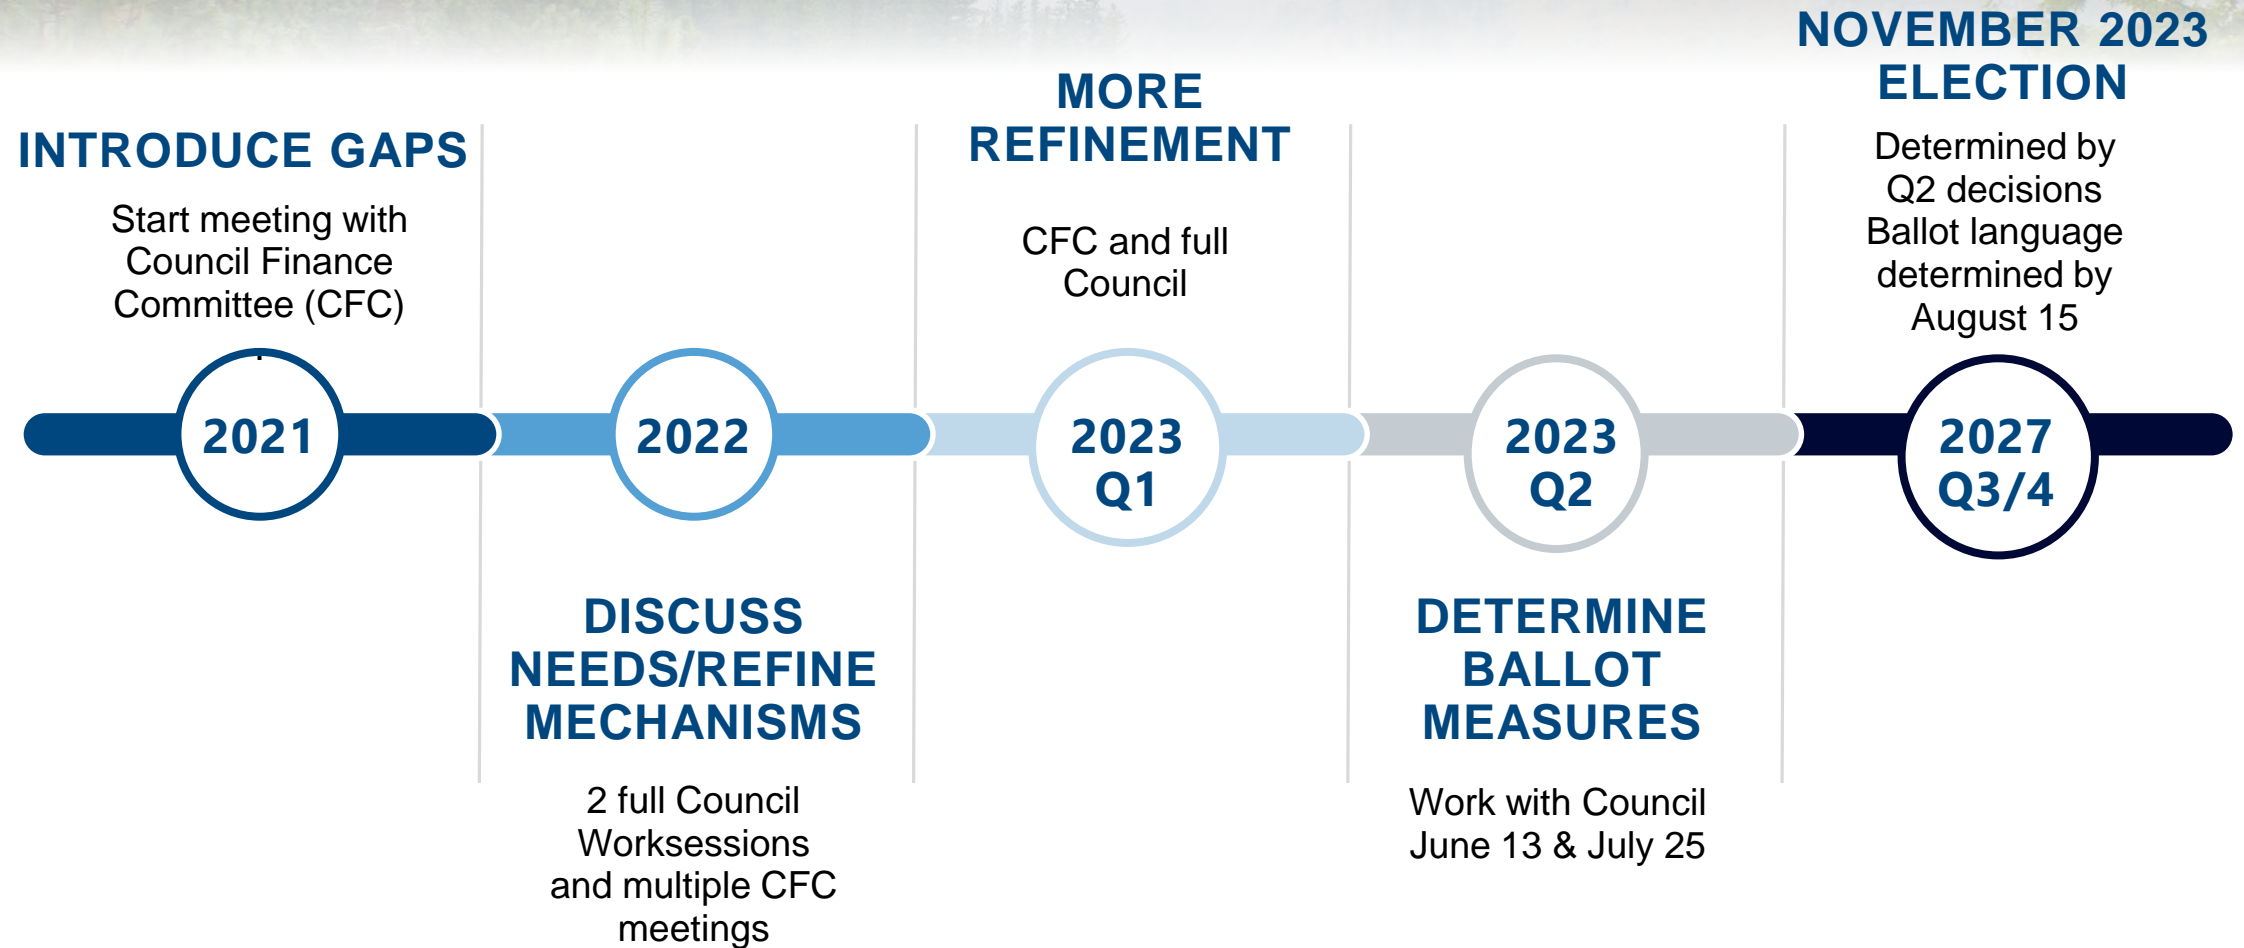 INTRODUCE GAPS
Start meeting with
Council Finance
Committee (CFC)
2021
2022
DISCUSS
NEEDS/REFINE
MECHANISMS
2 full Council
Worksessions
and multiple CFC
meetings
MORE
REFINEMENT
CFC and full
Council
2023
Q1
2023
Q2
DETERMINE
BALLOT
MEASURES
Work with Council
June 13 & July 25
NOVEMBER 2023
ELECTION
Determined by
Q2 decisions
Ballot language
determined by
August 15
2027
Q3/4